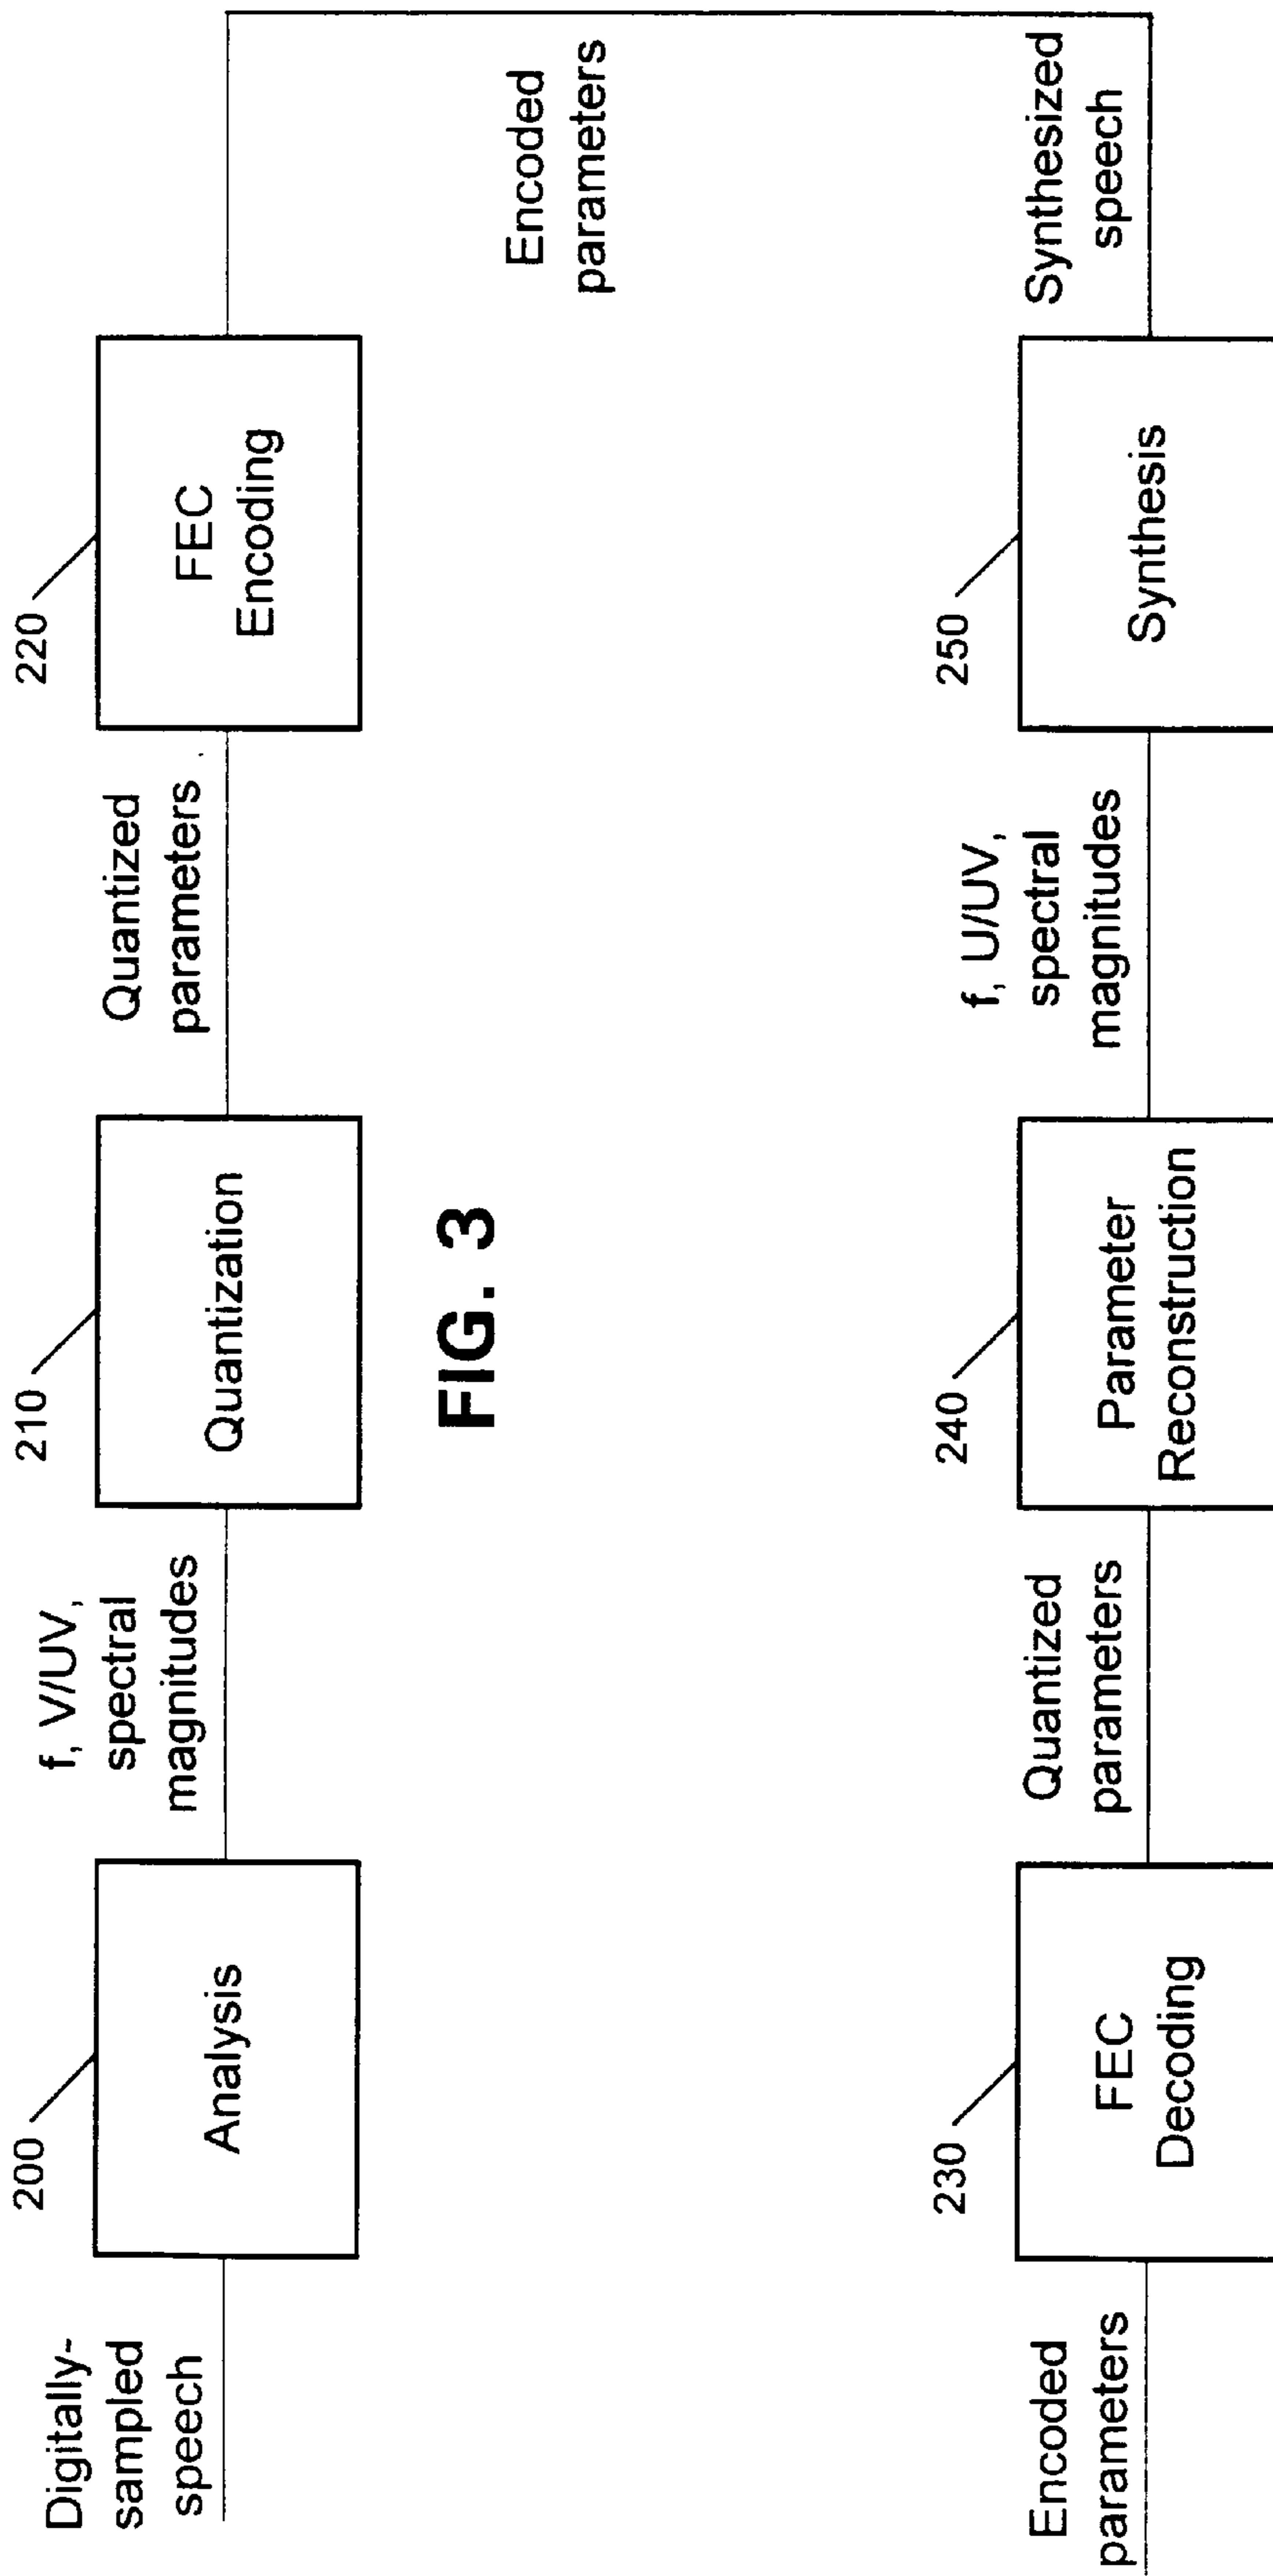 200
210
220
Digitally-
sampled
speech
Analysis
f, V/UV,
spectral
magnitudes
Quantization
Quantized
parameters
FEC
Encoding
Encoded
parameters
FIG. 3
230
240
250
Encoded
parameters
FEC
Decoding
Quantized
parameters
Parameter
Reconstruction
f, U/UV,
spectral
magnitudes
Synthesis
Synthesized
speech